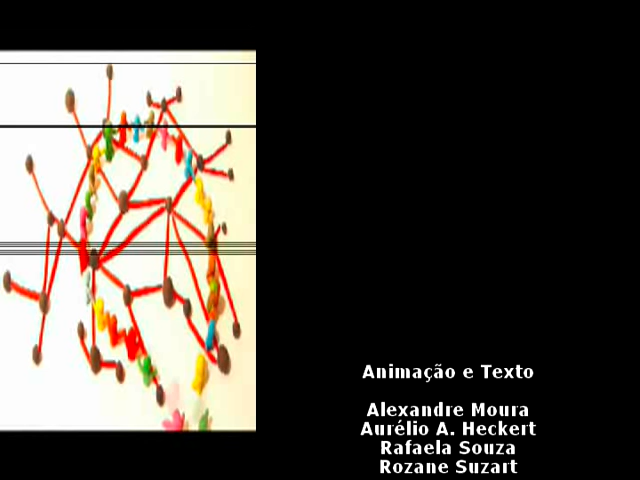 Animação e Texto
Alexandre Moura
Aurélio A. Heckert
Rafaela Souza
Rozane Suzart